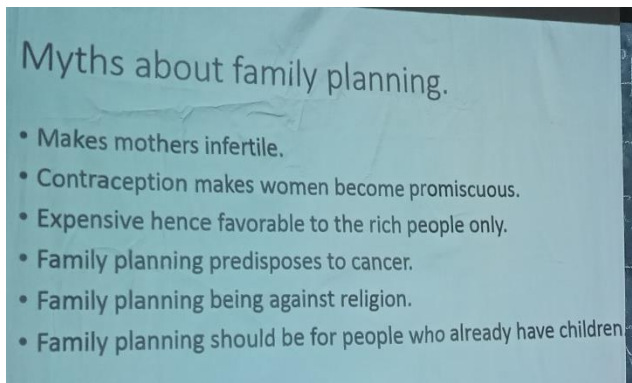 Myths about family planning.
• Makes mothers infertile.
• Contraception makes women become promiscuous.
• Expensive hence favorable to the rich people only.
• Family planning predisposes to cancer.
• Family planning being against religion.
• Family planning should be for people who already have children